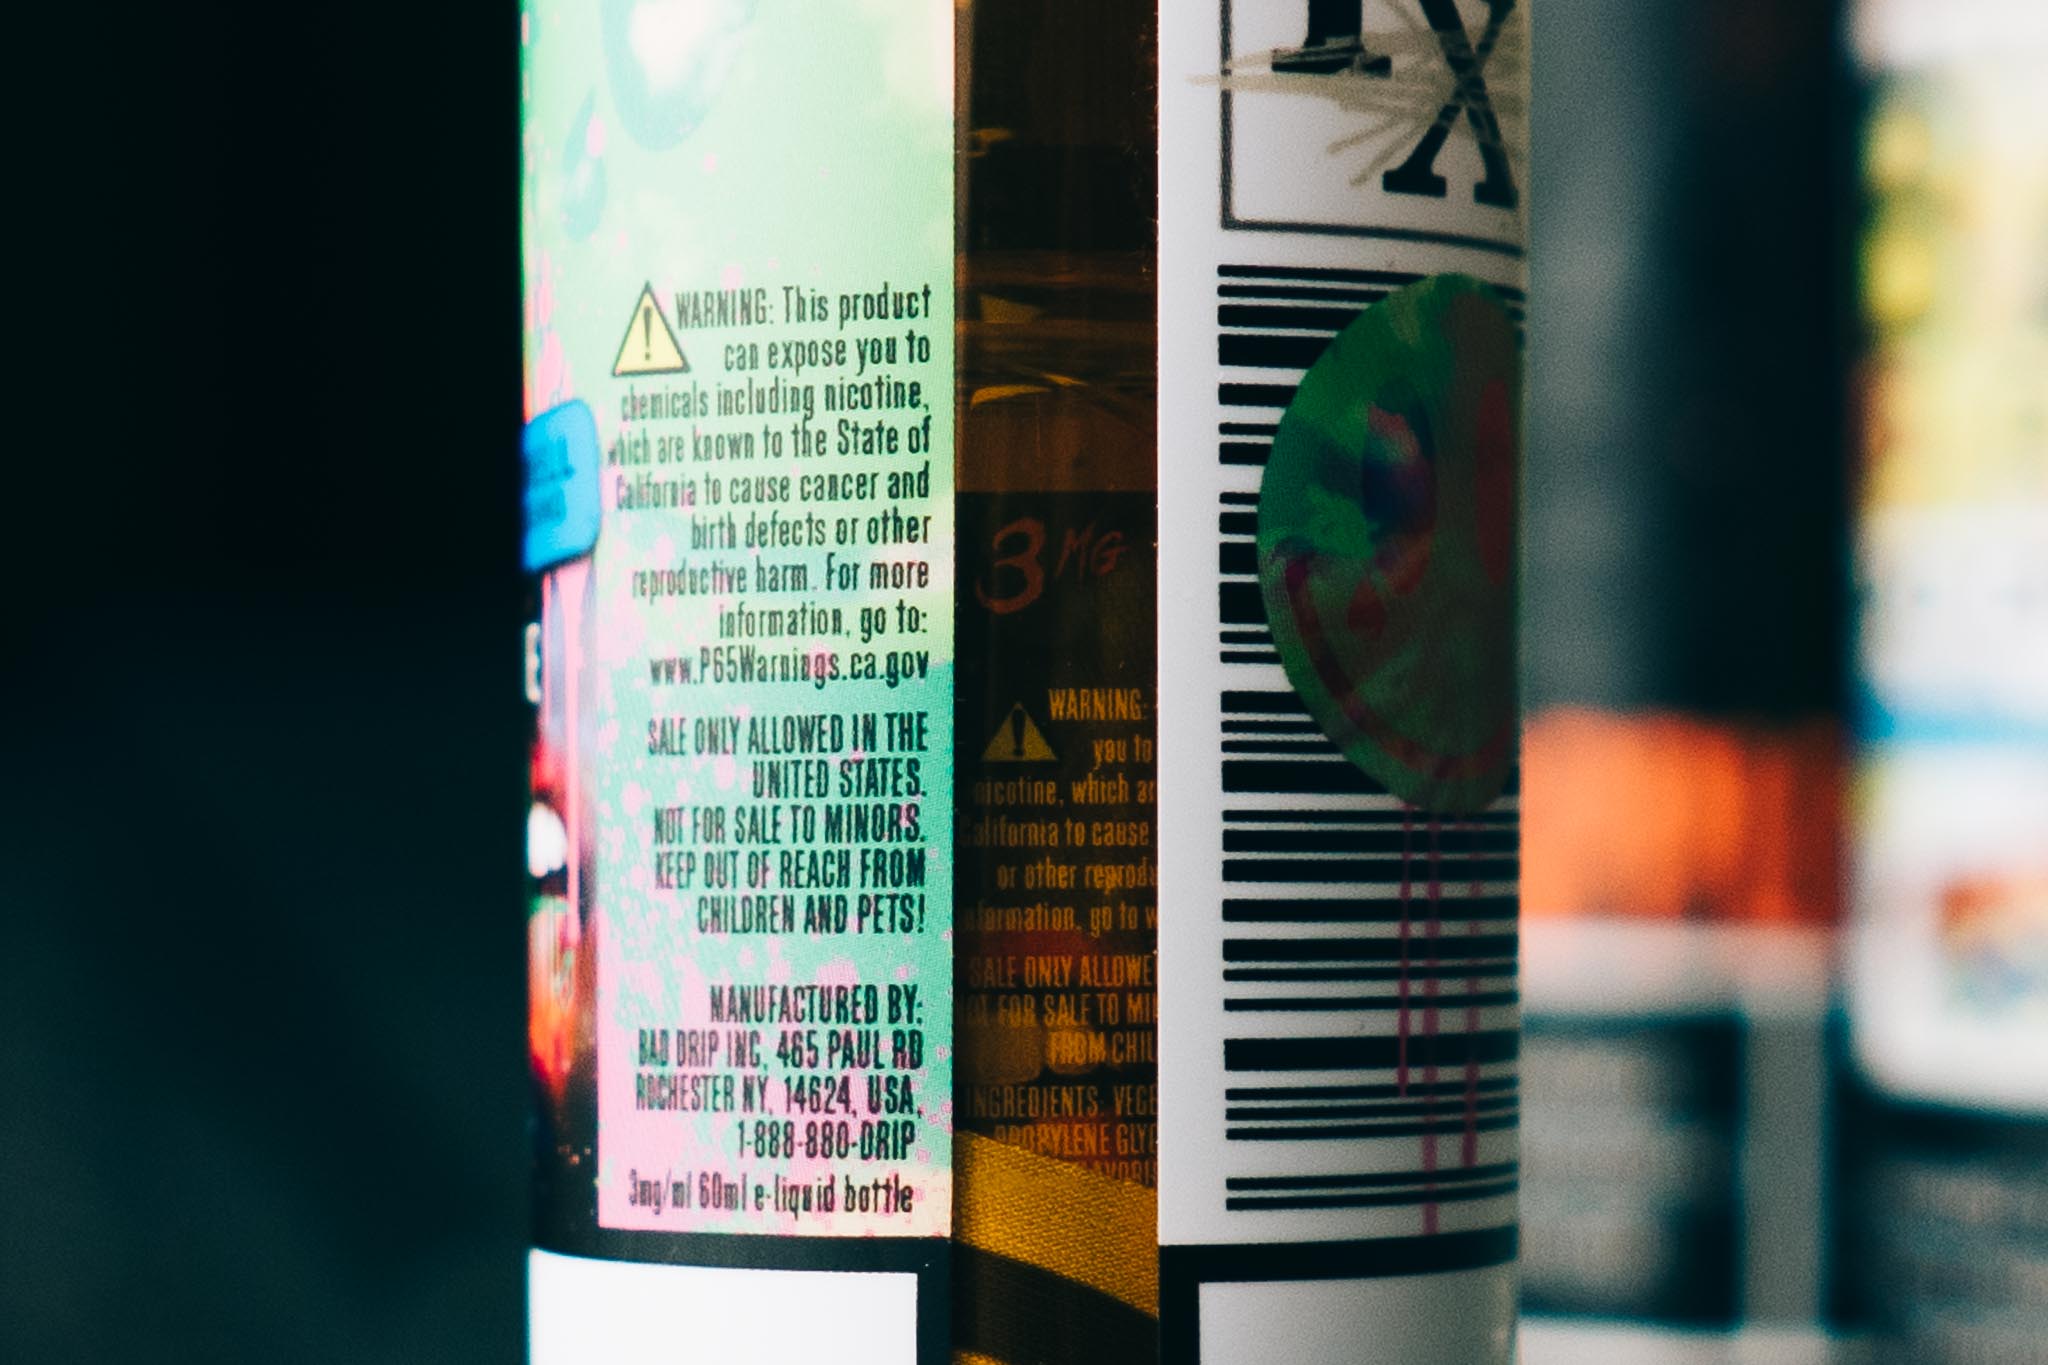 WARNING: This product
can expose you to
chemicals including nicotine,
which are known to the State of
California to cause cancer and
birth defects or other
reproductive harm. For more
information, go to:
www.P65Warnings.ca.gov
SALE ONLY ALLOWED IN THE
UNITED STATES.
NOT FOR SALE TO MINORS.
KEEP OUT OF REACH FROM
CHILDREN AND PETS!
MANUFACTURED BY:
BAD DRIP INC, 465 PAUL RD
ROCHESTER NY, 14624, USA,
1-888-880-DRIP
3mg/ml 60ml e-liquid bottle
E
3 MG
WARNING:
you to
nicotine, which
California to cause
or other
information, go to
SALE ONLY
FOR SALE TO
FROM
INGREDIENTS:
PROPYLENE
X